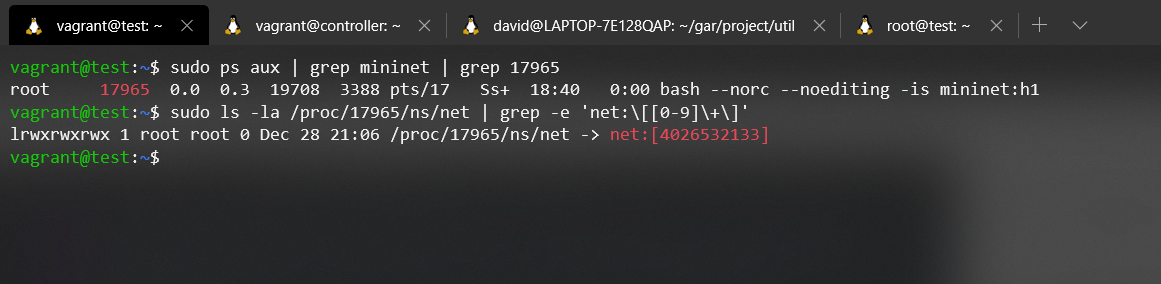 vagrant@test: ~ vagrant@controller: ~ david@LAPTOP-7E128QAP: ~/gar/project/util root@test: ~
vagrant@test:~$ sudo ps aux | grep mininet | grep 17965
root     17965  0.0  0.3  19708  3388 pts/17   Ss+  18:40   0:00 bash --norc --noediting -is mininet:h1
vagrant@test:~$ sudo ls -la /proc/17965/ns/net | grep -e 'net:\[[0-9]\+\]'
lrwxrwxrwx 1 root root 0 Dec 28 21:06 /proc/17965/ns/net -> net:[4026532133]
vagrant@test:~$